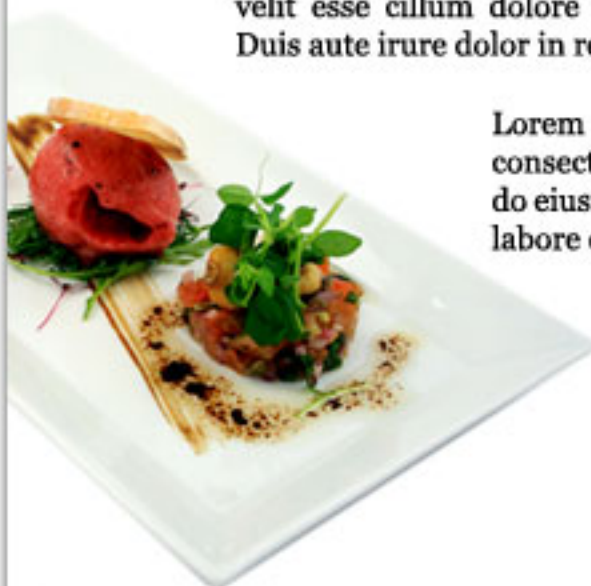 velit esse cillum dolore
Duis aute irure dolor in re
Lorem
consect
do eius
labore